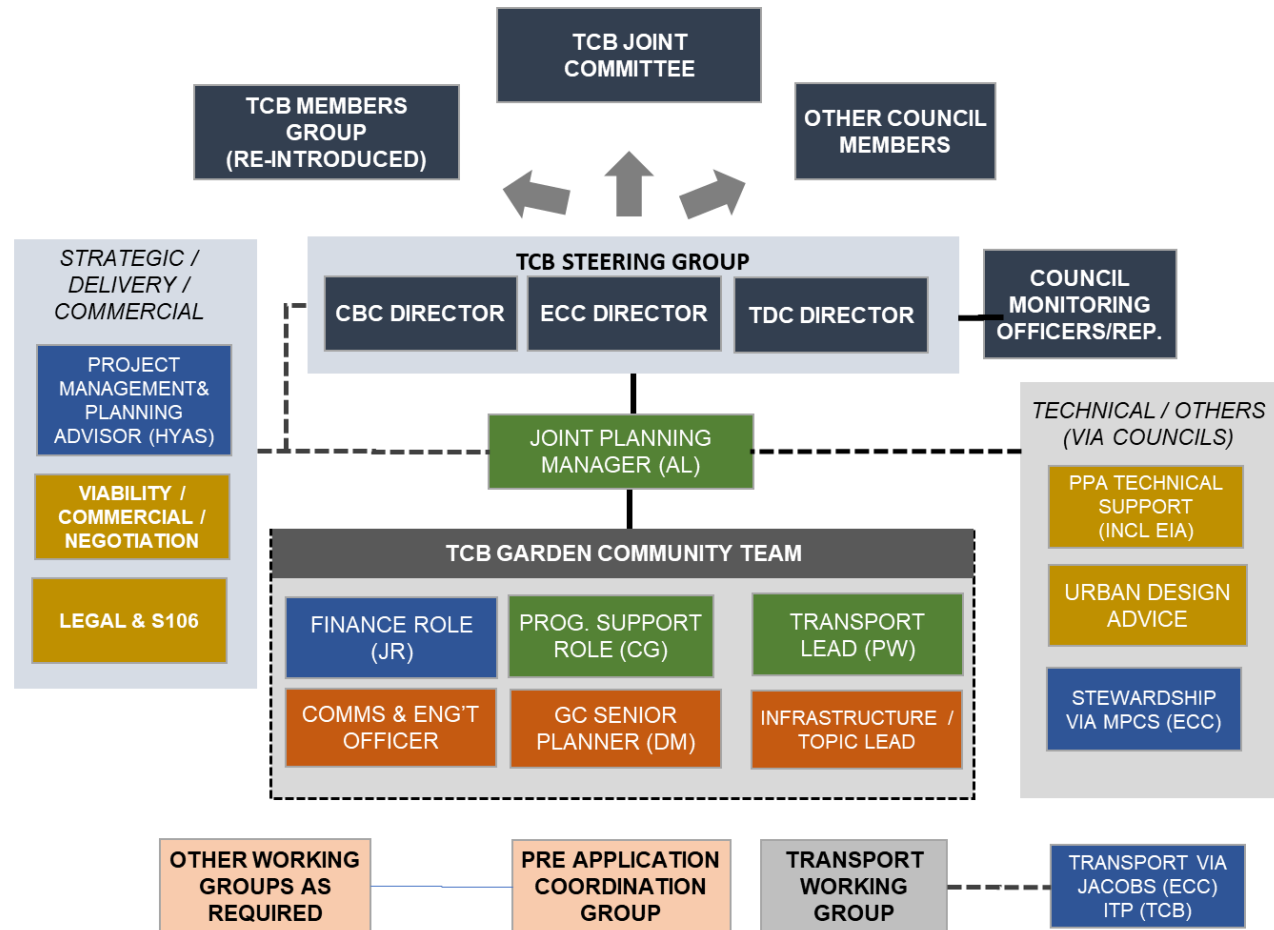 TCB JOINT
COMMITTEE
TCB MEMBERS
GROUP
(RE-INTRODUCED)
OTHER COUNCIL
MEMBERS
STRATEGIC /
DELIVERY /
COMMERCIAL
PROJECT
MANAGEMENT&
PLANNING
ADVISOR (HYAS)
VIABILITY /
COMMERCIAL /
NEGOTIATION
LEGAL & S106
TCB STEERING GROUP
CBC DIRECTOR
ECC DIRECTOR
TDC DIRECTOR
COUNCIL
MONITORING
OFFICERS/REP.
JOINT PLANNING
MANAGER (AL)
TECHNICAL / OTHERS
(VIA COUNCILS)
PPA TECHNICAL
SUPPORT
(INCL EIA)
URBAN DESIGN
ADVICE
STEWARDSHIP
VIA MPCS (ECC)
TCB GARDEN COMMUNITY TEAM
FINANCE ROLE
(JR)
PROG. SUPPORT
ROLE (CG)
TRANSPORT
LEAD (PW)
COMMS & ENG’T
OFFICER
GC SENIOR
PLANNER (DM)
INFRASTRUCTURE /
TOPIC LEAD
OTHER WORKING
GROUPS AS
REQUIRED
PRE APPLICATION
COORDINATION
GROUP
TRANSPORT
WORKING
GROUP
TRANSPORT VIA
JACOBS (ECC)
ITP (TCB)